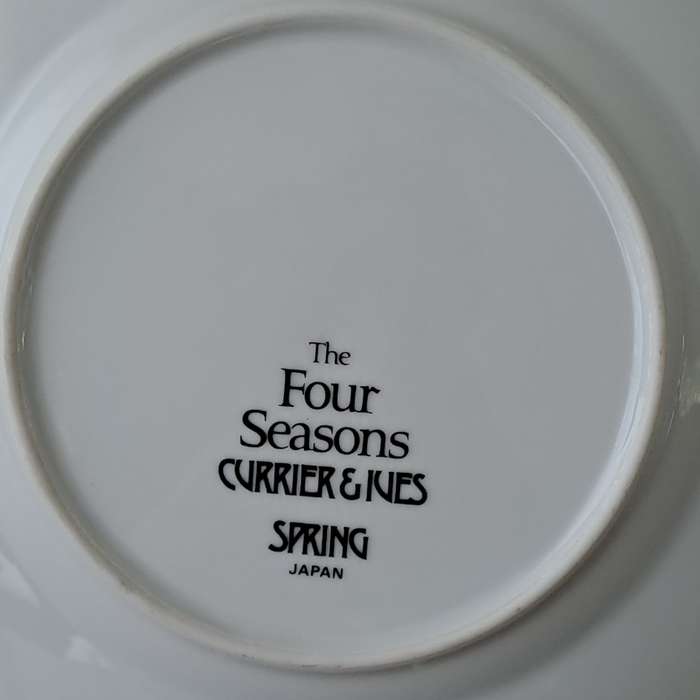 The
Four
Seasons
CURRIER & IVES
SPRING
JAPAN